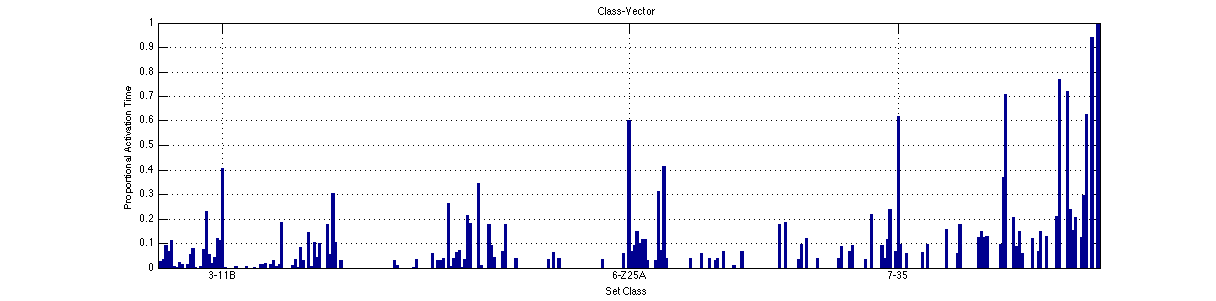 Class-Vector
Proportional Activation Time
1
0.9
0.8
0.7
0.6
0.5
0.4
0.3
0.2
0.1
0
3-11B
6-Z25A
7-35
Set Class